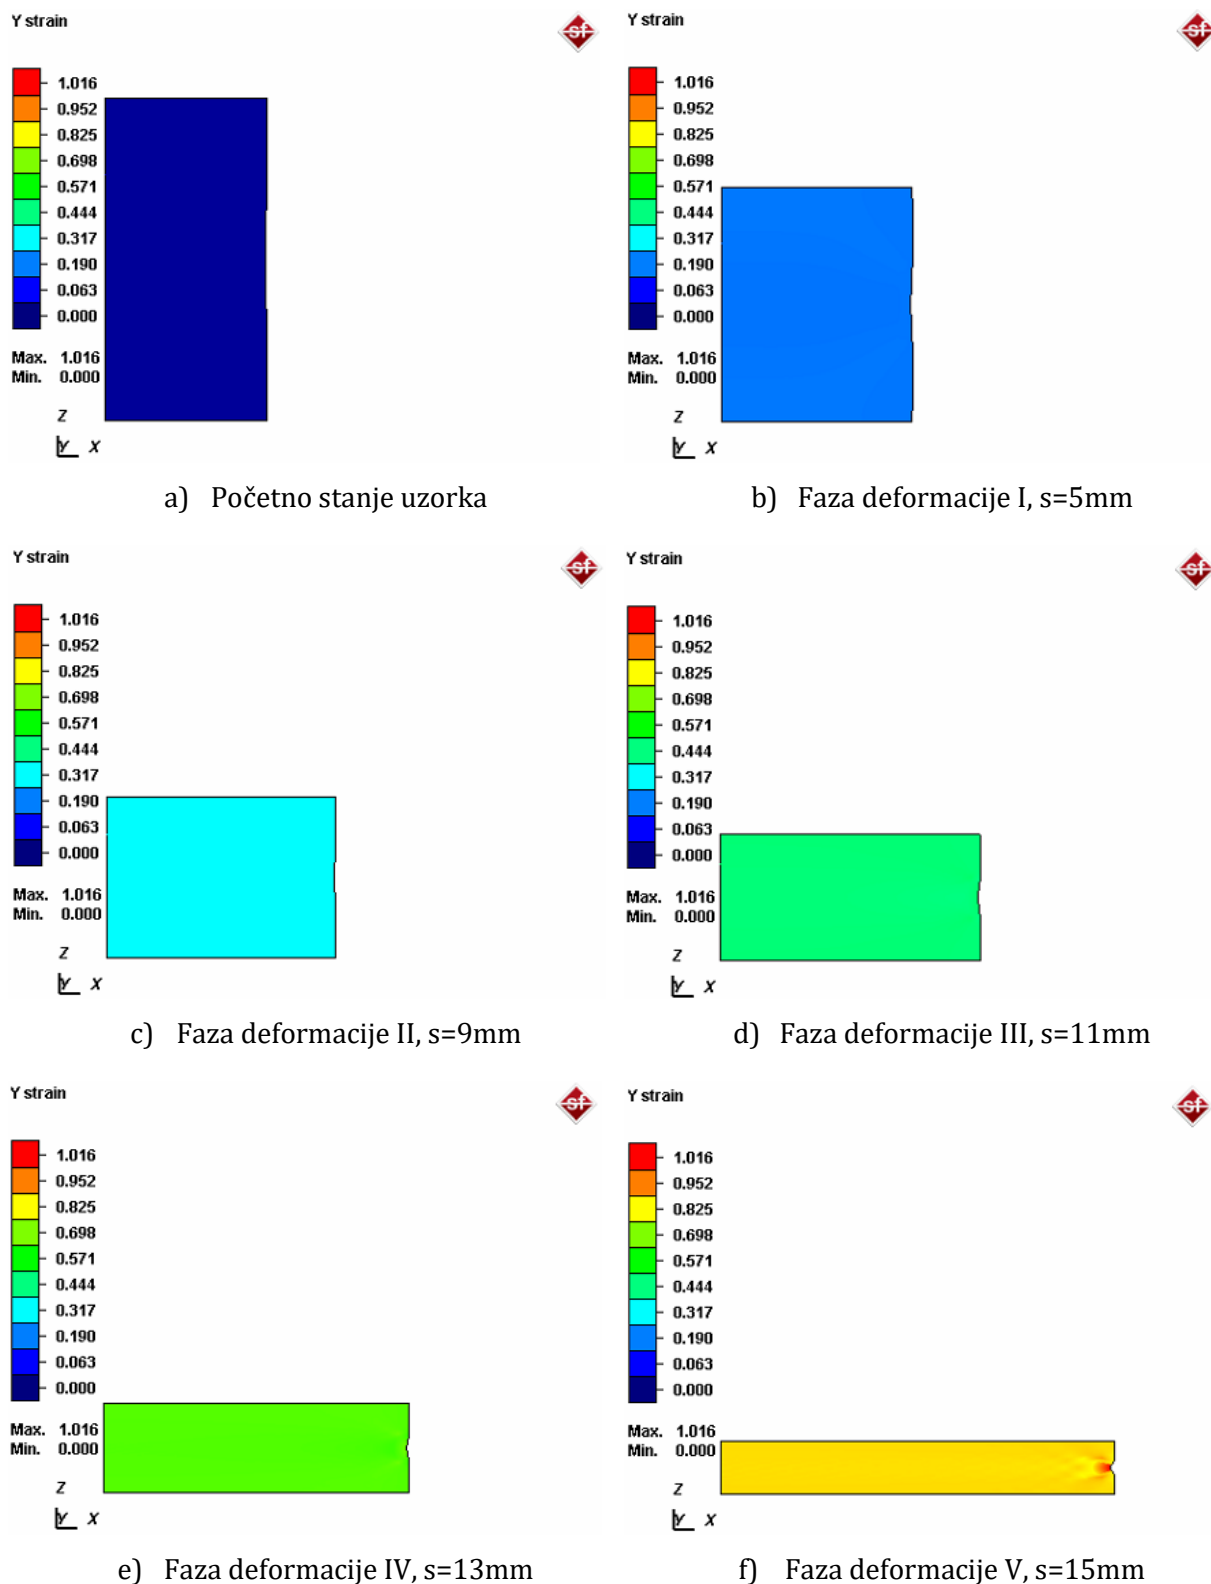 Y strain
sf
1.016
0.952
0.825
0.698
0.571
0.444
0.317
0.190
0.063
0.000
Max. 1.016
Min. 0.000
Z
Y X
a) Početno stanje uzorka
Y strain
sf
1.016
0.952
0.825
0.698
0.571
0.444
0.317
0.190
0.063
0.000
Max. 1.016
Min. 0.000
Z
Y X
b) Faza deformacije I, s=5mm
Y strain
sf
1.016
0.952
0.825
0.698
0.571
0.444
0.317
0.190
0.063
0.000
Max. 1.016
Min. 0.000
Z
Y X
c) Faza deformacije II, s=9mm
Y strain
sf
1.016
0.952
0.825
0.698
0.571
0.444
0.317
0.190
0.063
0.000
Max. 1.016
Min. 0.000
Z
Y X
d) Faza deformacije III, s=11mm
Y strain
sf
1.016
0.952
0.825
0.698
0.571
0.444
0.317
0.190
0.063
0.000
Max. 1.016
Min. 0.000
Z
Y X
e) Faza deformacije IV, s=13mm
Y strain
sf
1.016
0.952
0.825
0.698
0.571
0.444
0.317
0.190
0.063
0.000
Max. 1.016
Min. 0.000
Z
Y X
f) Faza deformacije V, s=15mm